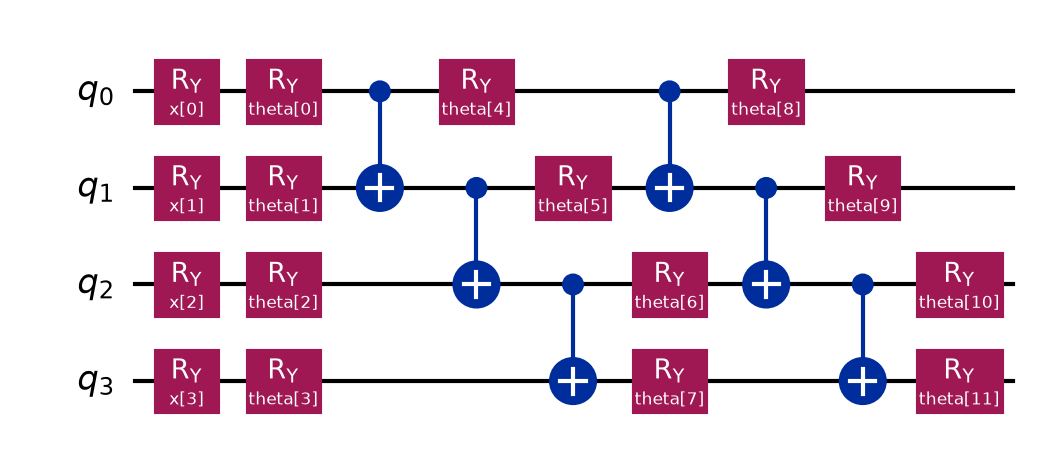 q0 RY x[0] RY theta[0] RY theta[4] RY theta[8]
q1 RY x[1] RY theta[1] RY theta[5] RY theta[9]
q2 RY x[2] RY theta[2] RY theta[6] RY theta[10]
q3 RY x[3] RY theta[3] RY theta[7] RY theta[11]